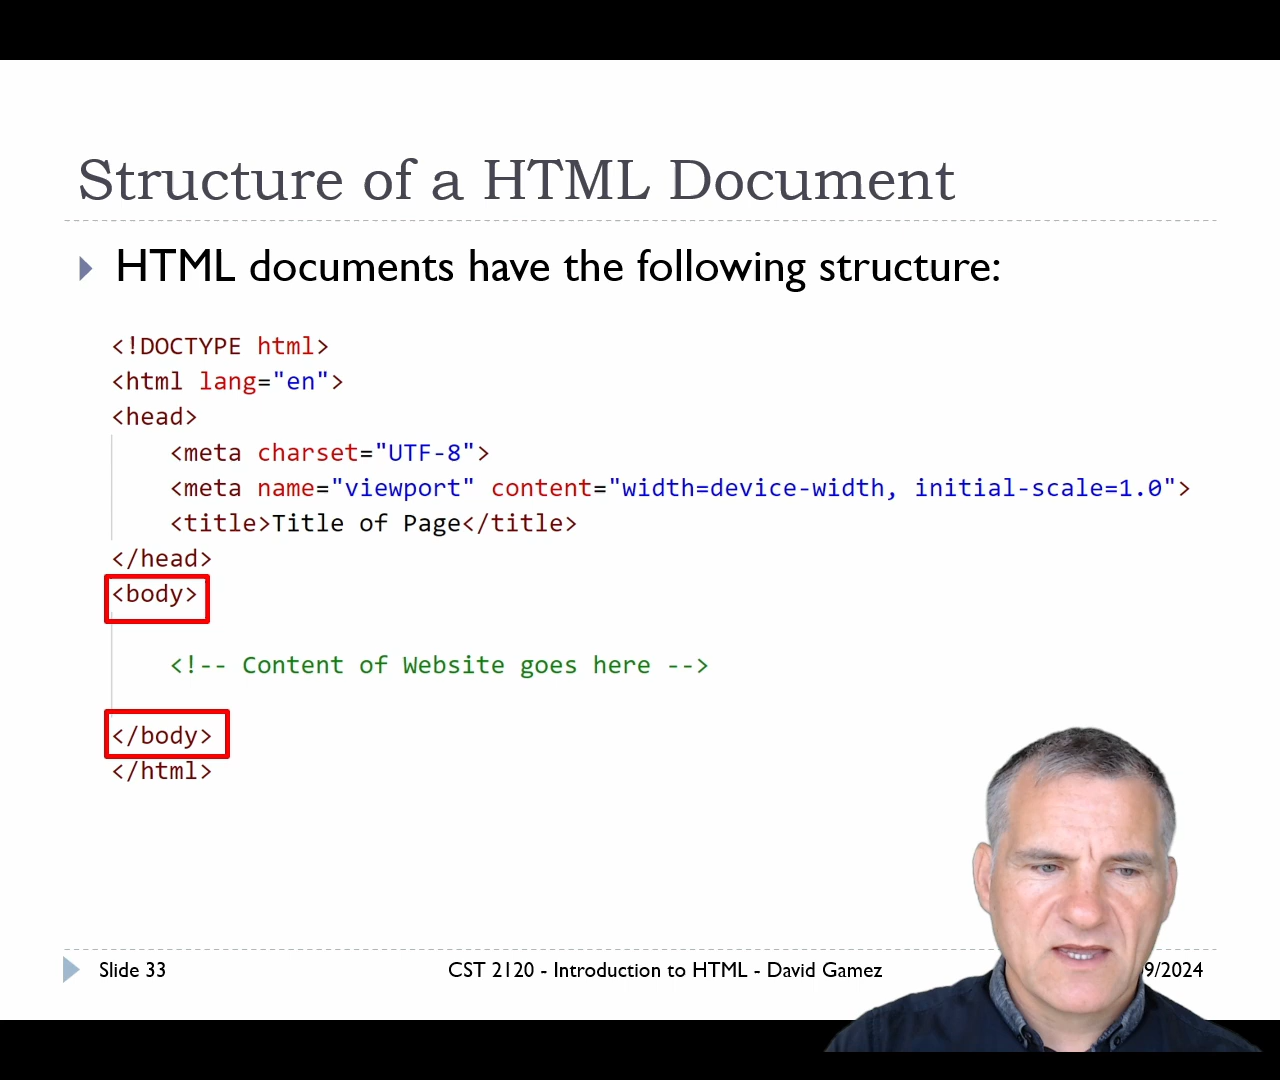 Structure of a HTML Document
HTML documents have the following structure:
<!DOCTYPE html>
<html lang="en">
<head>
    <meta charset="UTF-8">
    <meta name="viewport" content="width=device-width, initial-scale=1.0">
    <title>Title of Page</title>
</head>
<body>
    <!-- Content of Website goes here -->
</body>
</html>
Slide 33
CST 2120 - Introduction to HTML - David Gamez
9/2024